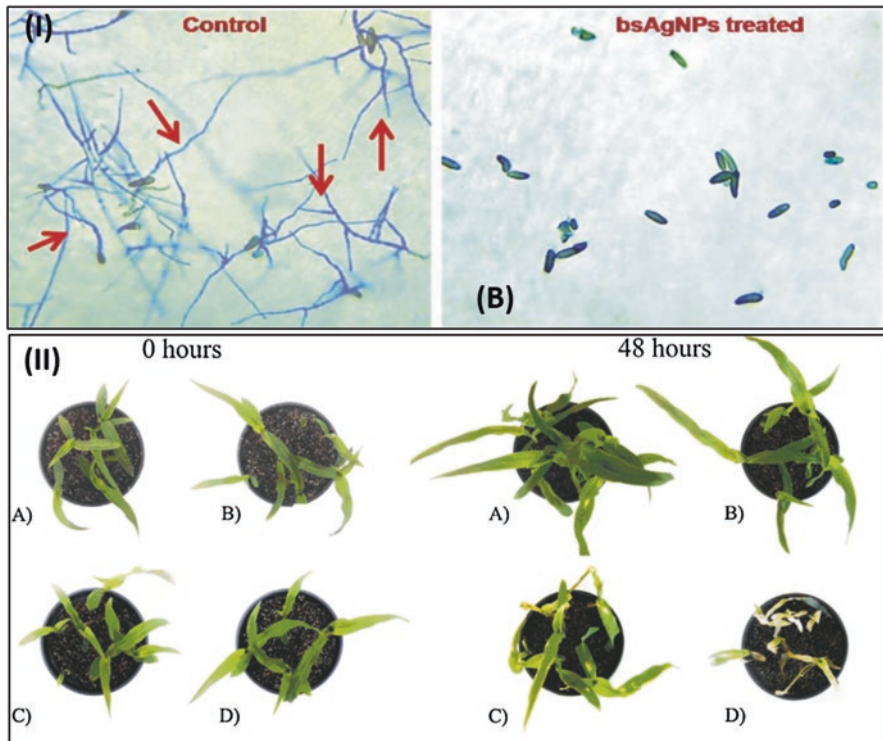 (I)
Control
bsAgNPs treated
(B)
(II)
0 hours
48 hours
A)
B)
A)
B)
C)
D)
C)
D)